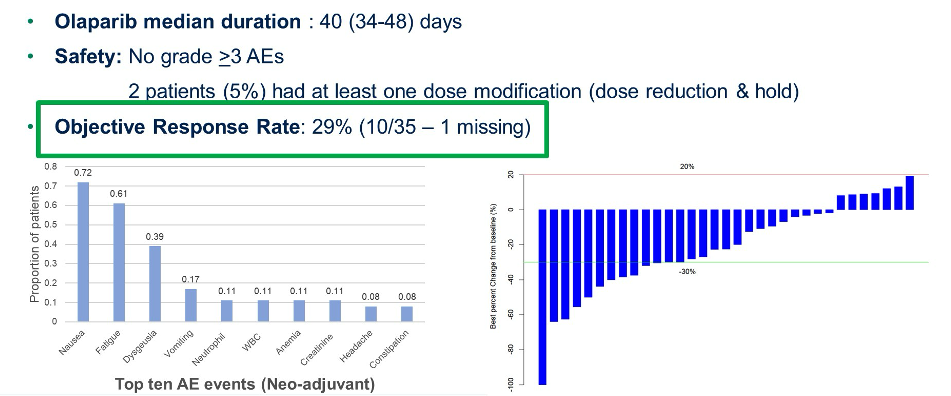 • Olaparib median duration : 40 (34-48) days
• Safety: No grade ≥3 AEs
2 patients (5%) had at least one dose modification (dose reduction & hold)
• Objective Response Rate: 29% (10/35 – 1 missing)
Proportion of patients
0.8
0.7
0.6
0.5
0.4
0.3
0.2
0.1
0
0.72
0.61
0.39
0.17
0.11
0.11
0.11
0.11
0.08
0.08
Nausea
Fatigue
Dysgeusia
Vomiting
Neutrophil
WBC
Anemia
Creatinine
Headache
Constipation
Top ten AE events (Neo-adjuvant)
Best percent Change from baseline (%)
20
0
-20
-40
-60
-80
-100
20%
-30%